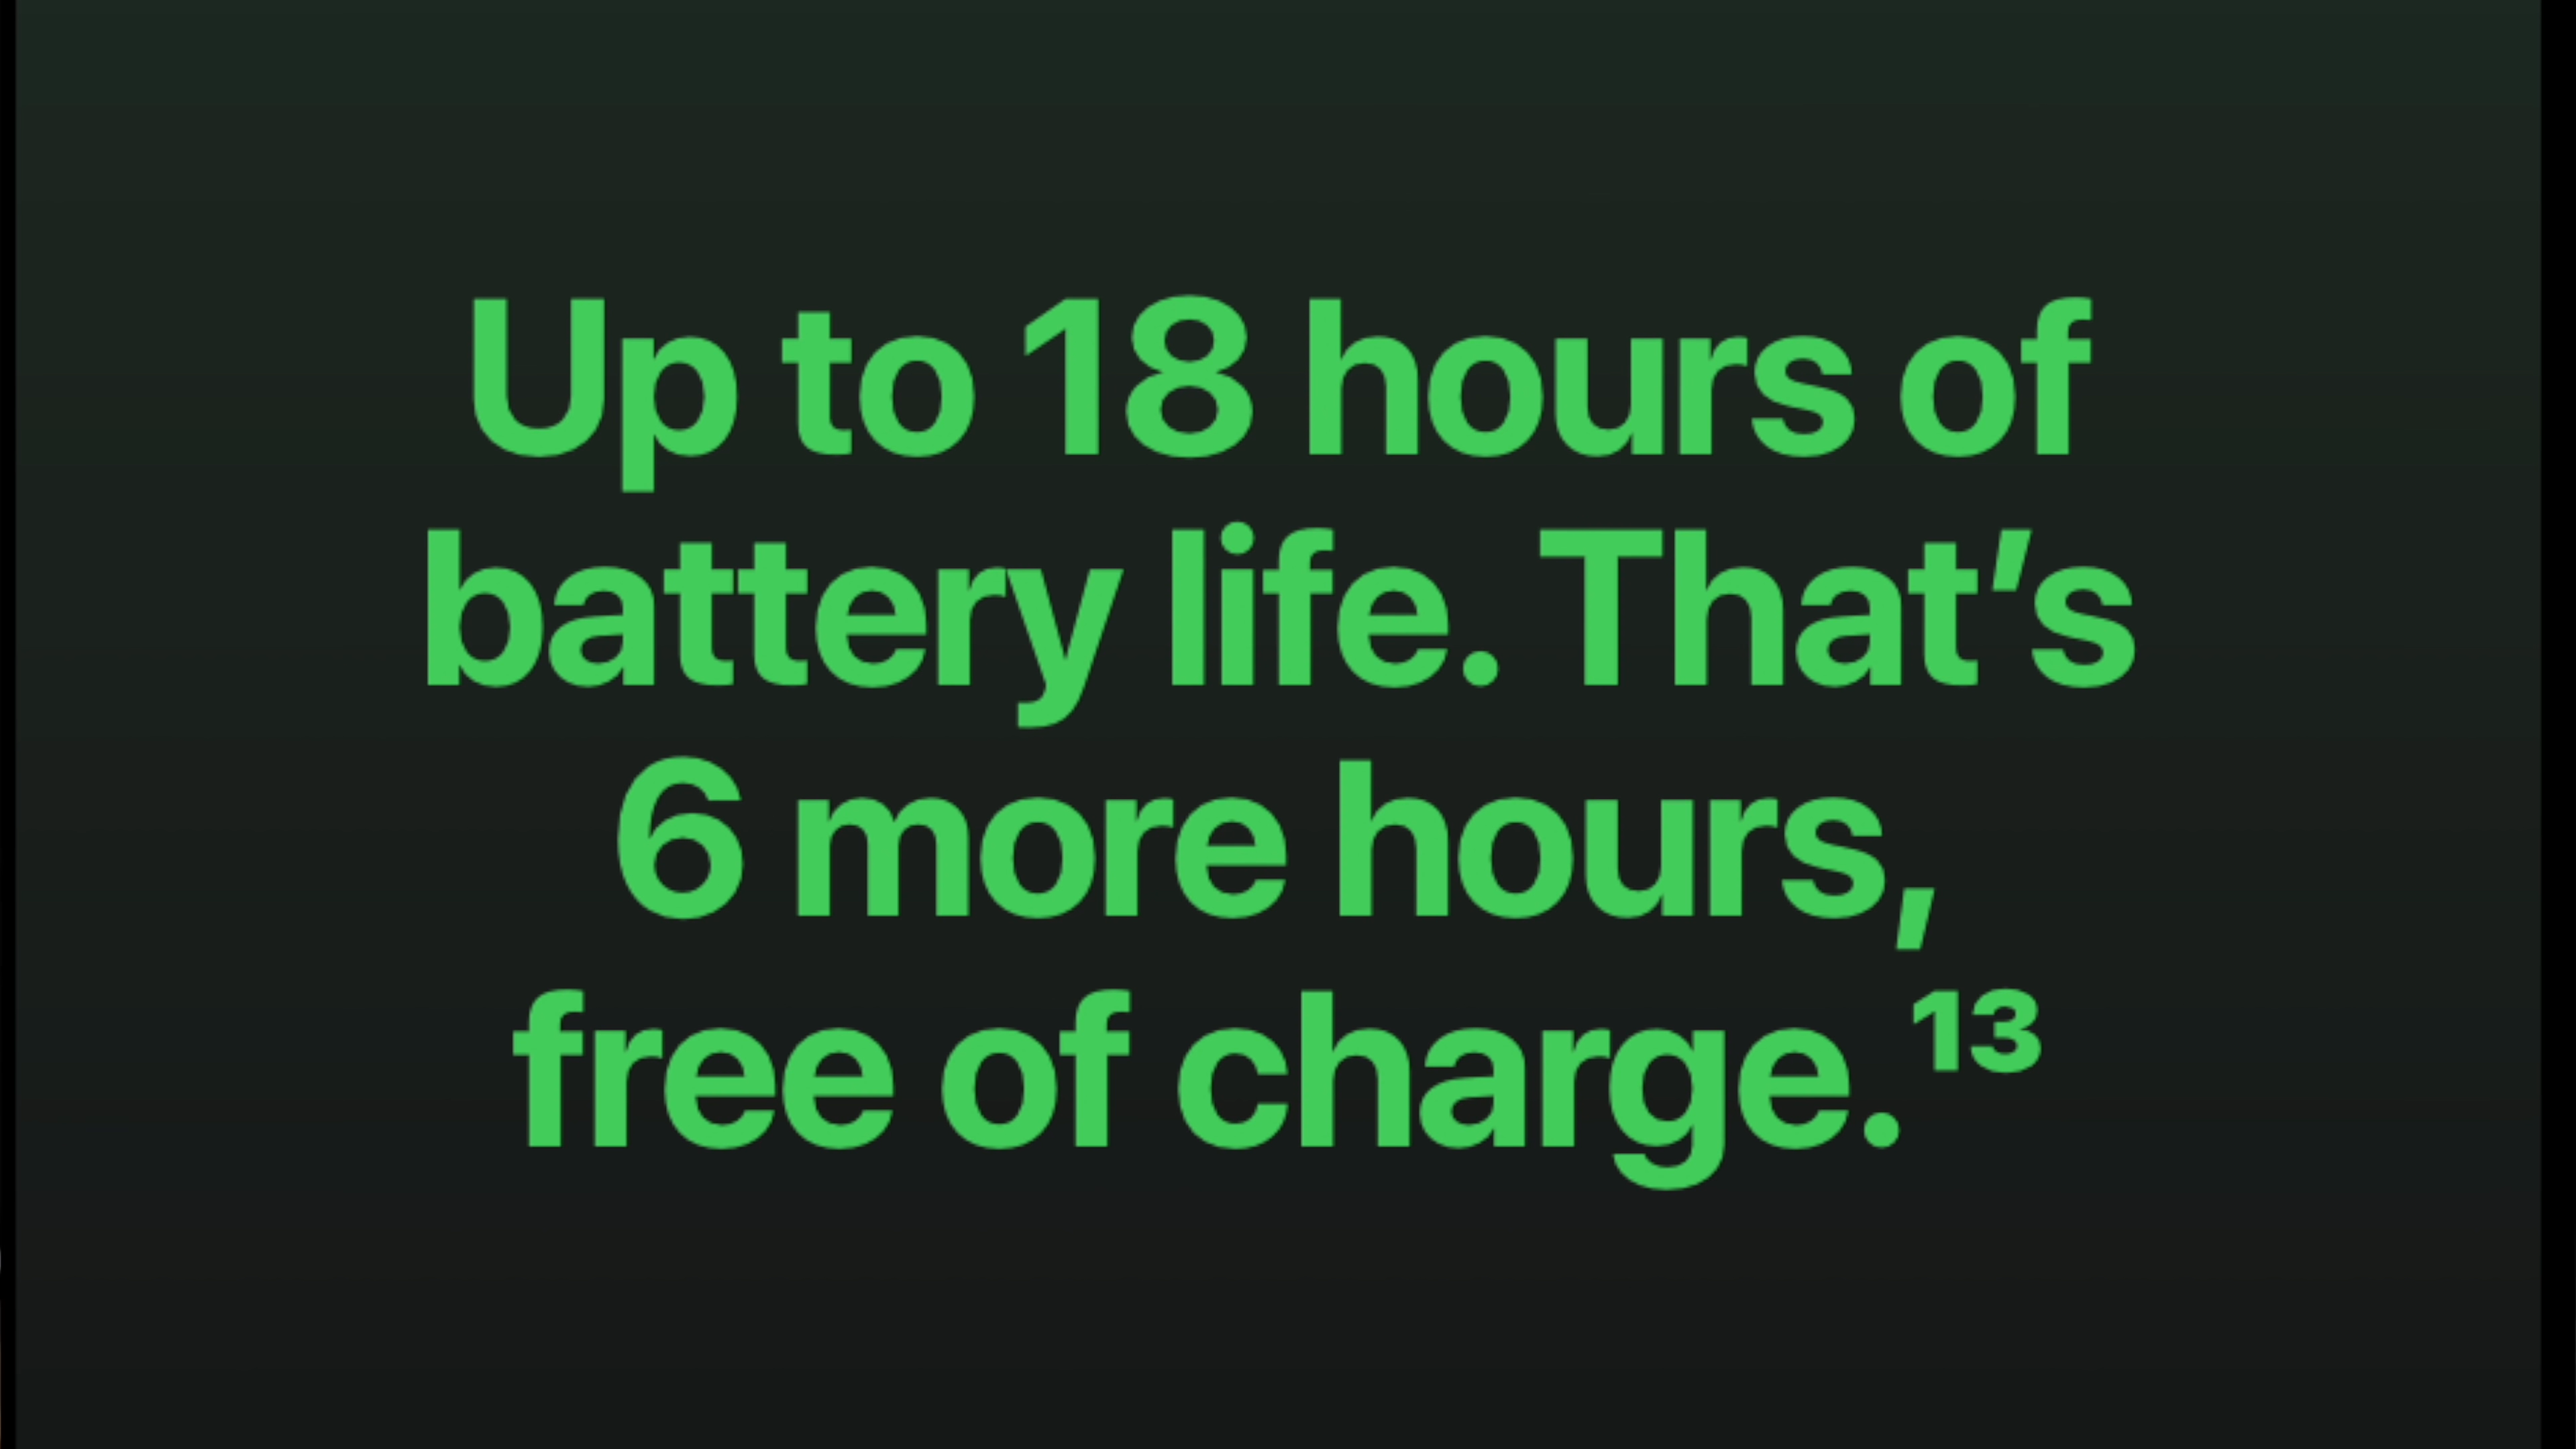 Up to 18 hours of
battery life. That’s
6 more hours,
free of charge.¹³